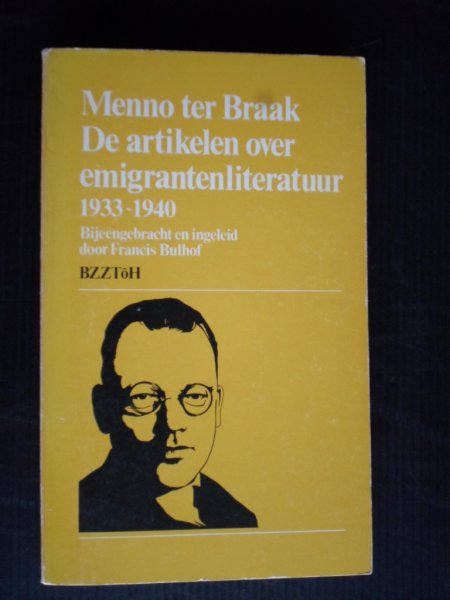 Menno ter Braak
De artikelen over
emigrantenliteratuur
1933-1940
Bijeengebracht en ingeleid
door Francis Bulhof
BZZTôH